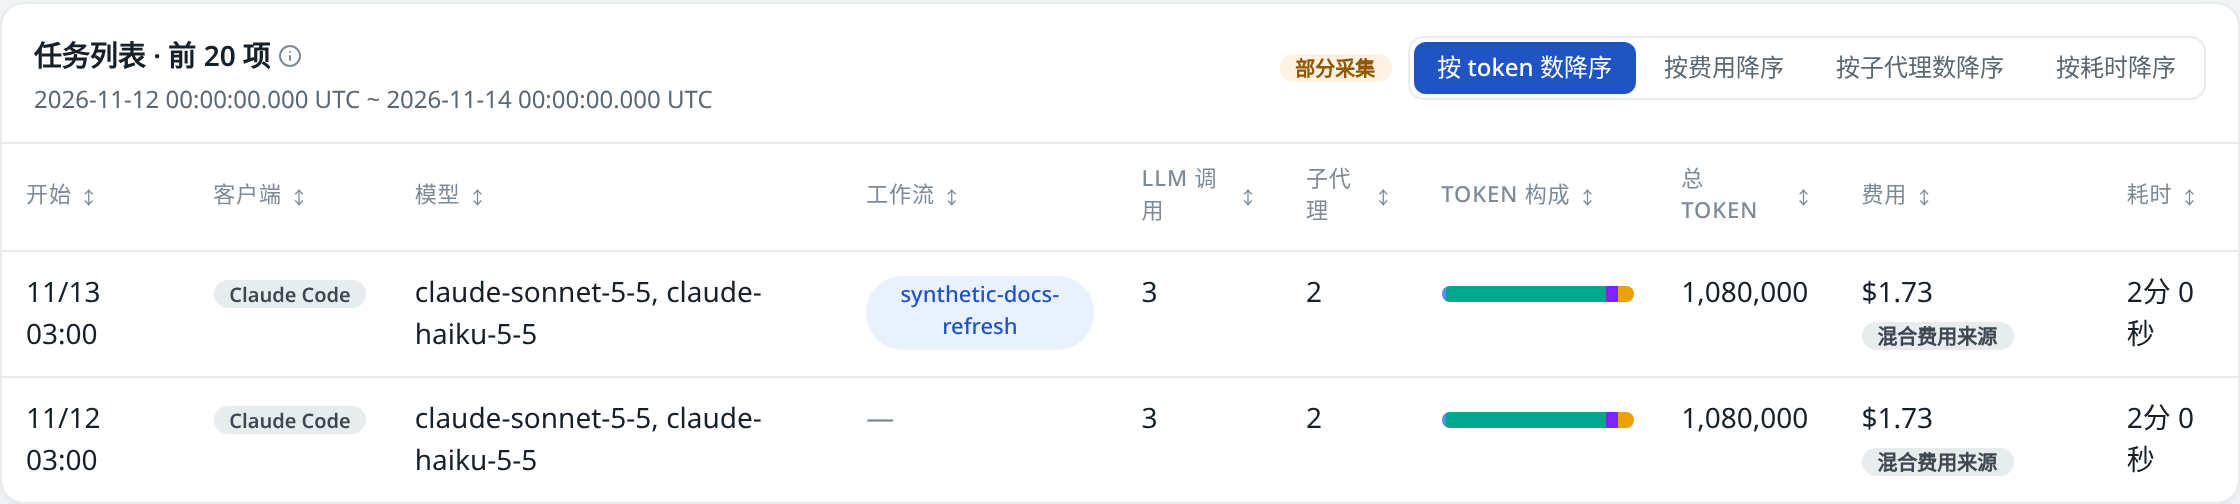 任务列表 · 前 20 项
部分采集
按 token 数降序
按费用降序
按子代理数降序
按耗时降序
2026-11-12 00:00:00.000 UTC ~ 2026-11-14 00:00:00.000 UTC
开始
客户端
模型
工作流
LLM 调
用
子代
理
TOKEN 构成
总
TOKEN
费用
耗时
11/13
03:00
Claude Code
claude-sonnet-5-5, claude-
haiku-5-5
synthetic-docs-
refresh
3
2
1,080,000
$1.73
混合费用来源
2分 0
秒
11/12
03:00
Claude Code
claude-sonnet-5-5, claude-
haiku-5-5
—
3
2
1,080,000
$1.73
混合费用来源
2分 0
秒